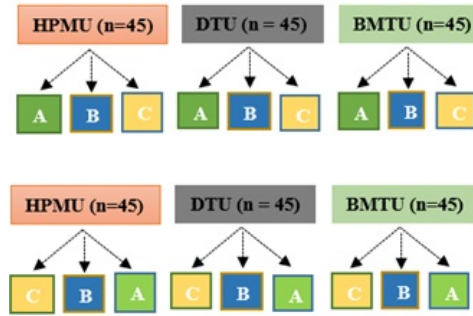 HPMU (n=45) DTU (n = 45) BMTU (n=45)
A B C A B C A B C
HPMU (n=45) DTU (n = 45) BMTU (n=45)
C B A C B A C B A